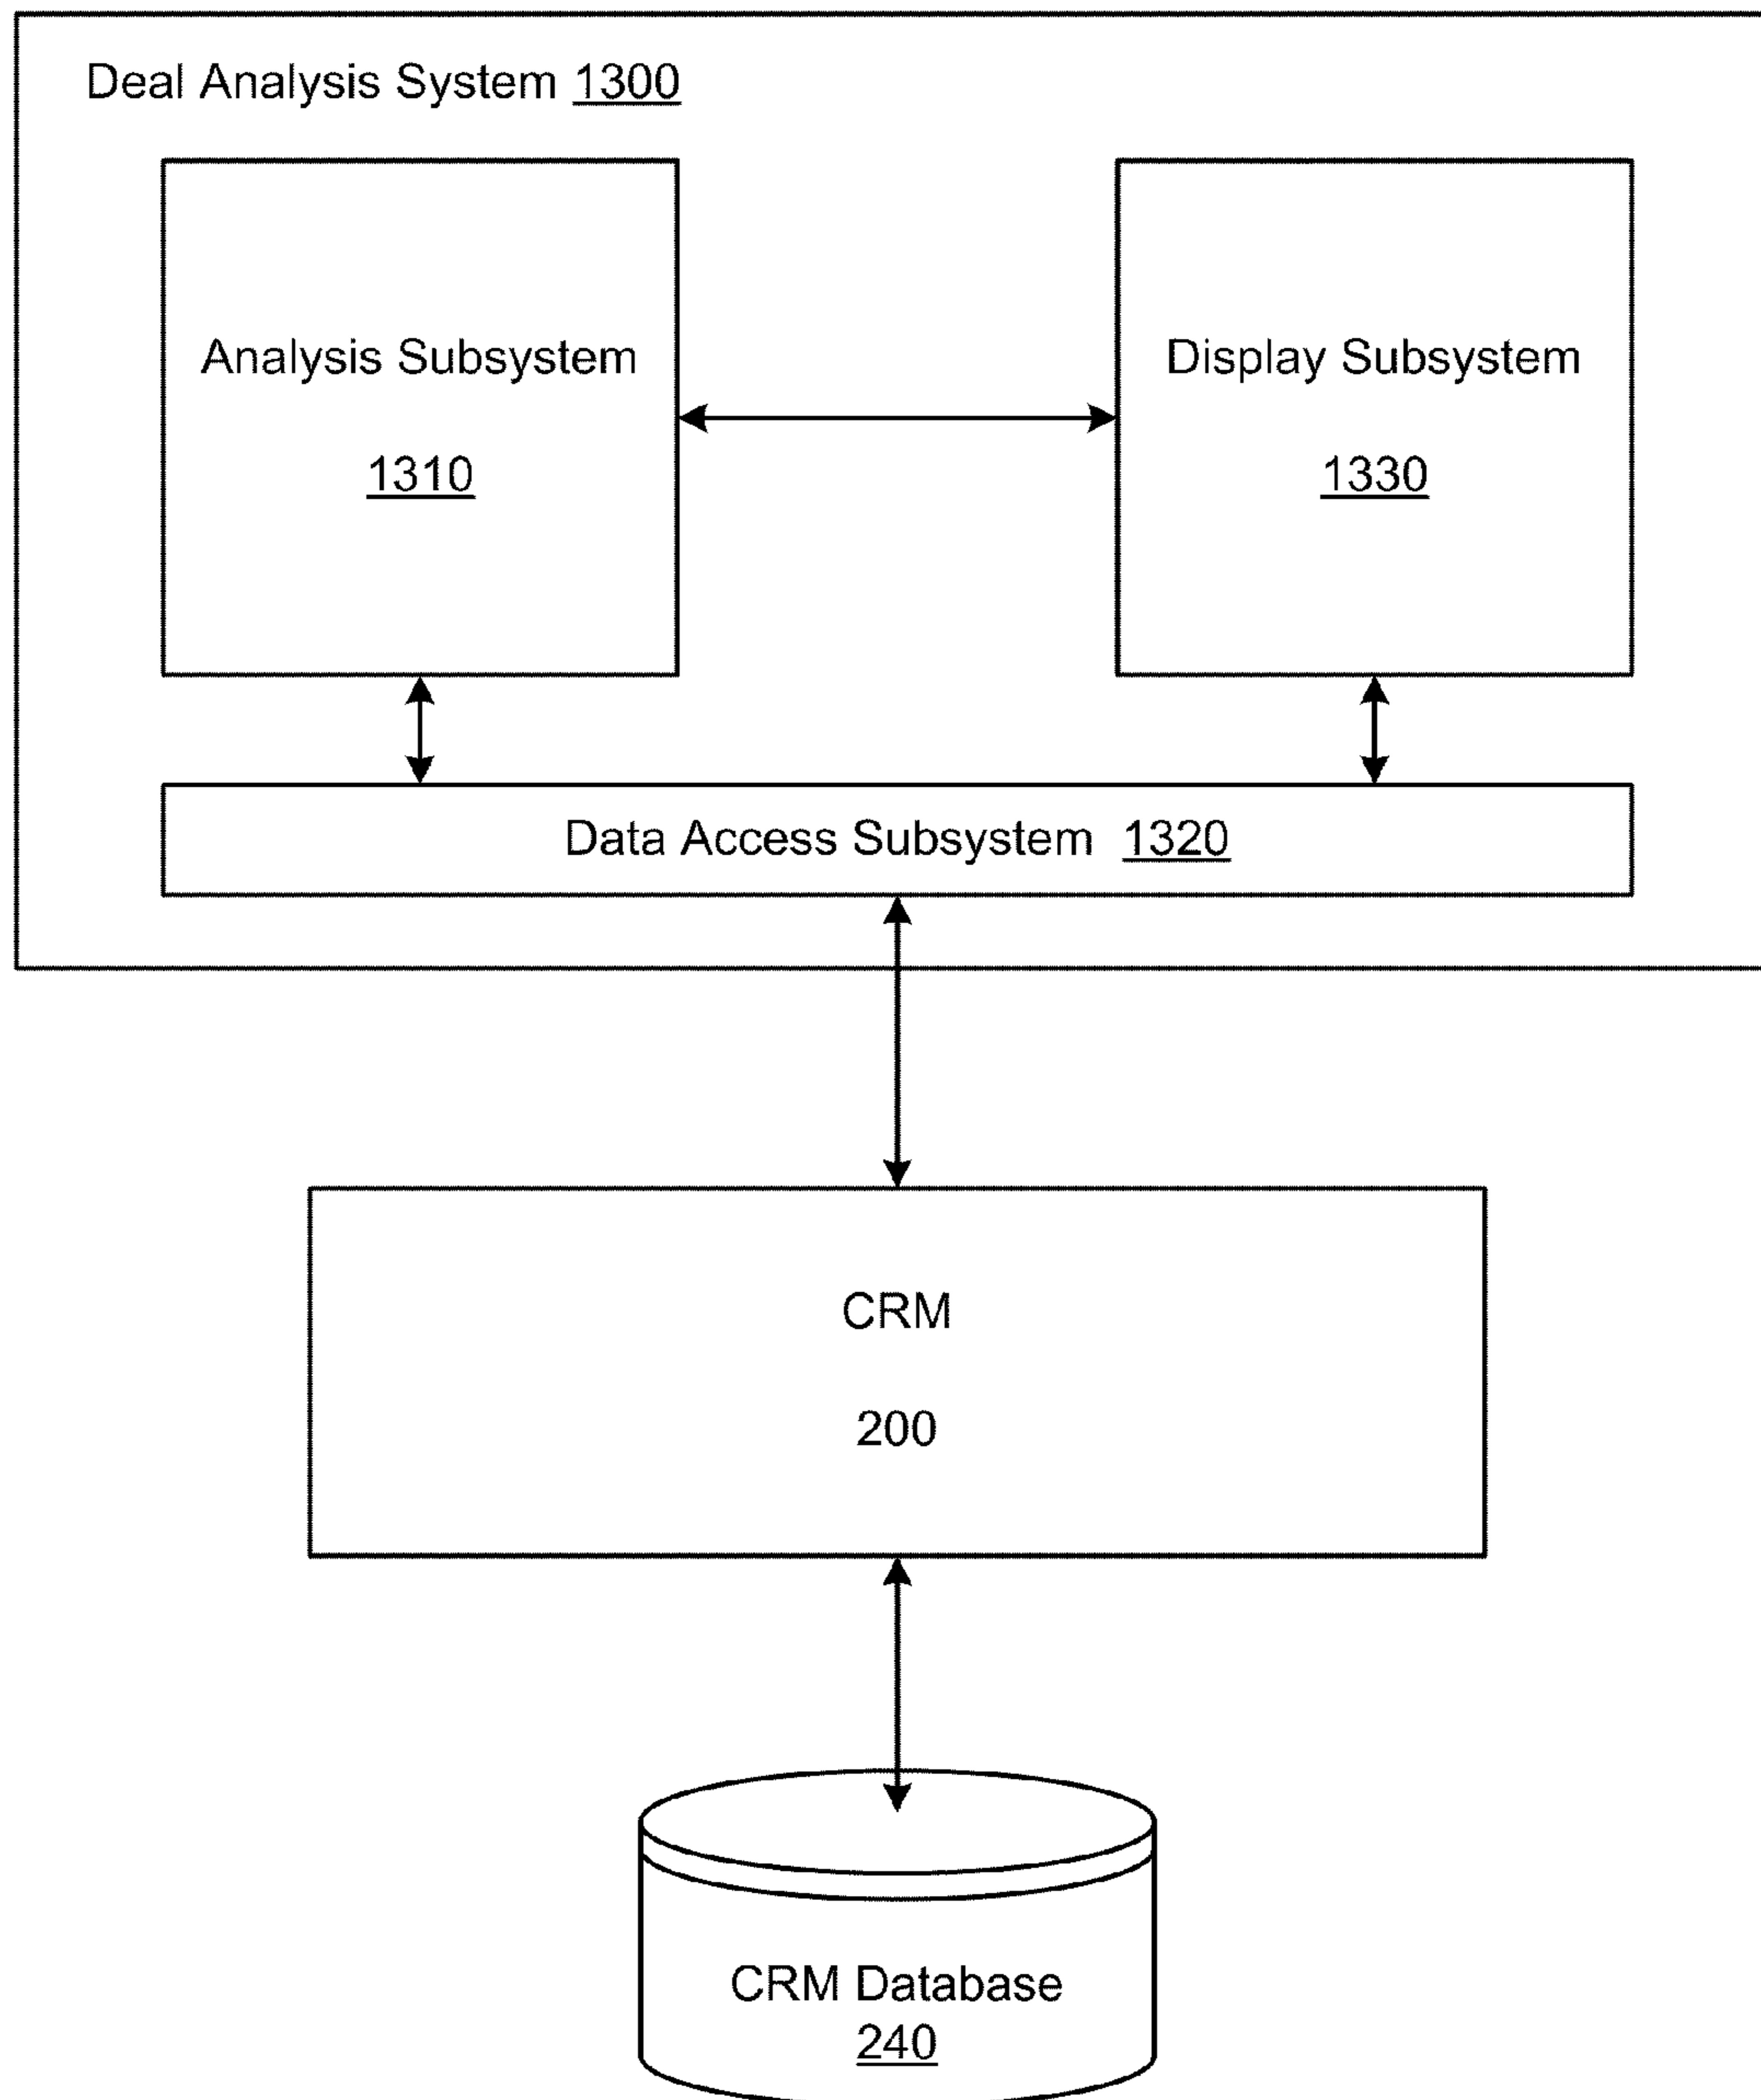 Deal Analysis System 1300
Analysis Subsystem
1310
Display Subsystem
1330
Data Access Subsystem 1320
CRM
200
CRM Database
240